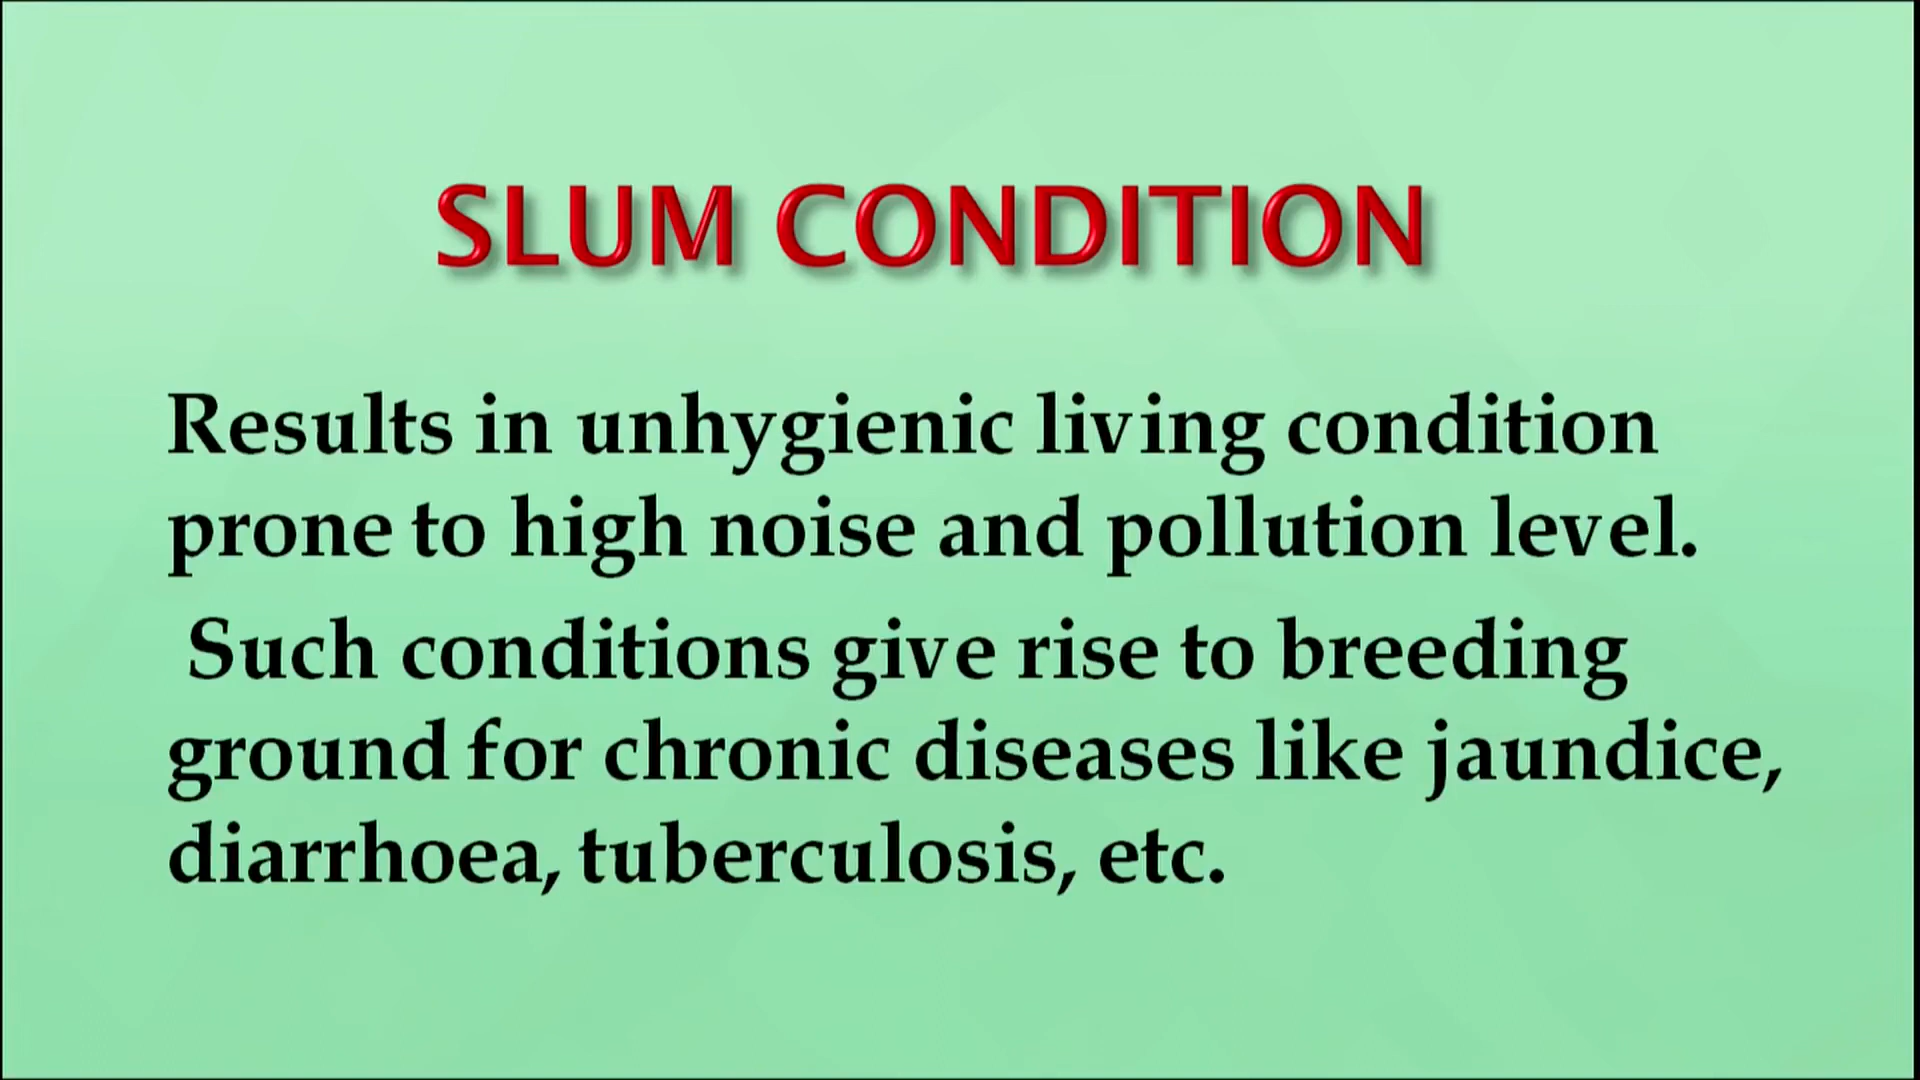 SLUM CONDITION
Results in unhygienic living condition
prone to high noise and pollution level.
Such conditions give rise to breeding
ground for chronic diseases like jaundice,
diarrhoea, tuberculosis, etc.